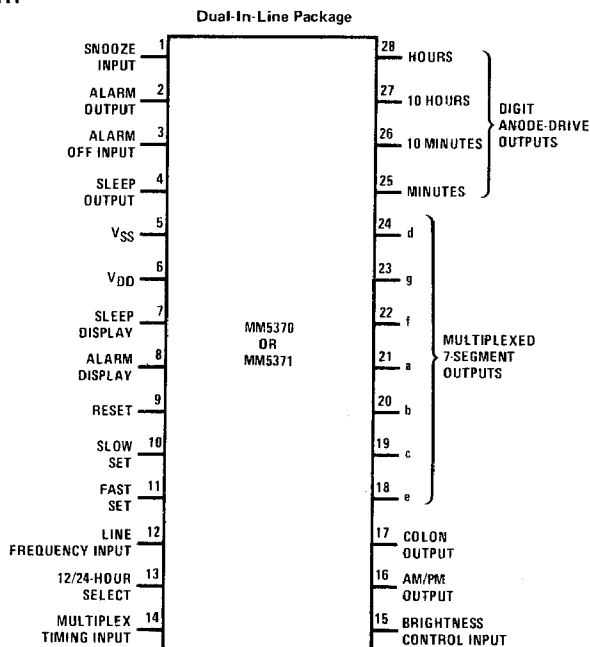 Dual-In-Line Package
SNOOZE
INPUT
1
ALARM
OUTPUT
2
ALARM
OFF INPUT
3
SLEEP
OUTPUT
4
VSS
5
VDD
6
SLEEP
DISPLAY
7
ALARM
DISPLAY
8
RESET
9
SLOW
SET
10
FAST
SET
11
LINE
FREQUENCY INPUT
12
12/24-HOUR
SELECT
13
MULTIPLEX
TIMING INPUT
14
MM5370
OR
MM5371
28
HOURS
27
10 HOURS
26
10 MINUTES
25
MINUTES
DIGIT
ANODE-DRIVE
OUTPUTS
24
d
23
g
22
f
21
a
20
b
19
c
18
e
MULTIPLEXED
7-SEGMENT
OUTPUTS
17
COLON
OUTPUT
16
AM/PM
OUTPUT
15
BRIGHTNESS
CONTROL INPUT